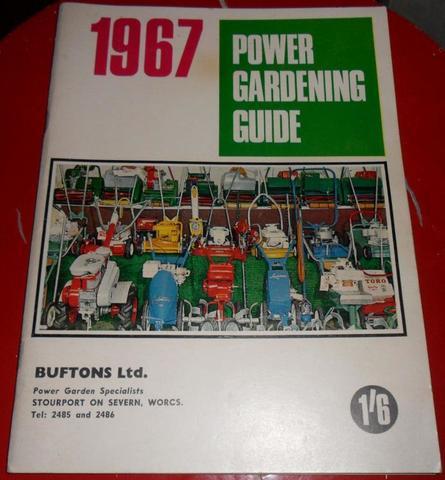 1967
POWER
GARDENING
GUIDE
TORO
BUFTONS Ltd.
Power Garden Specialists
STOURPORT ON SEVERN, WORCS.
Tel: 2485 and 2486
1/6